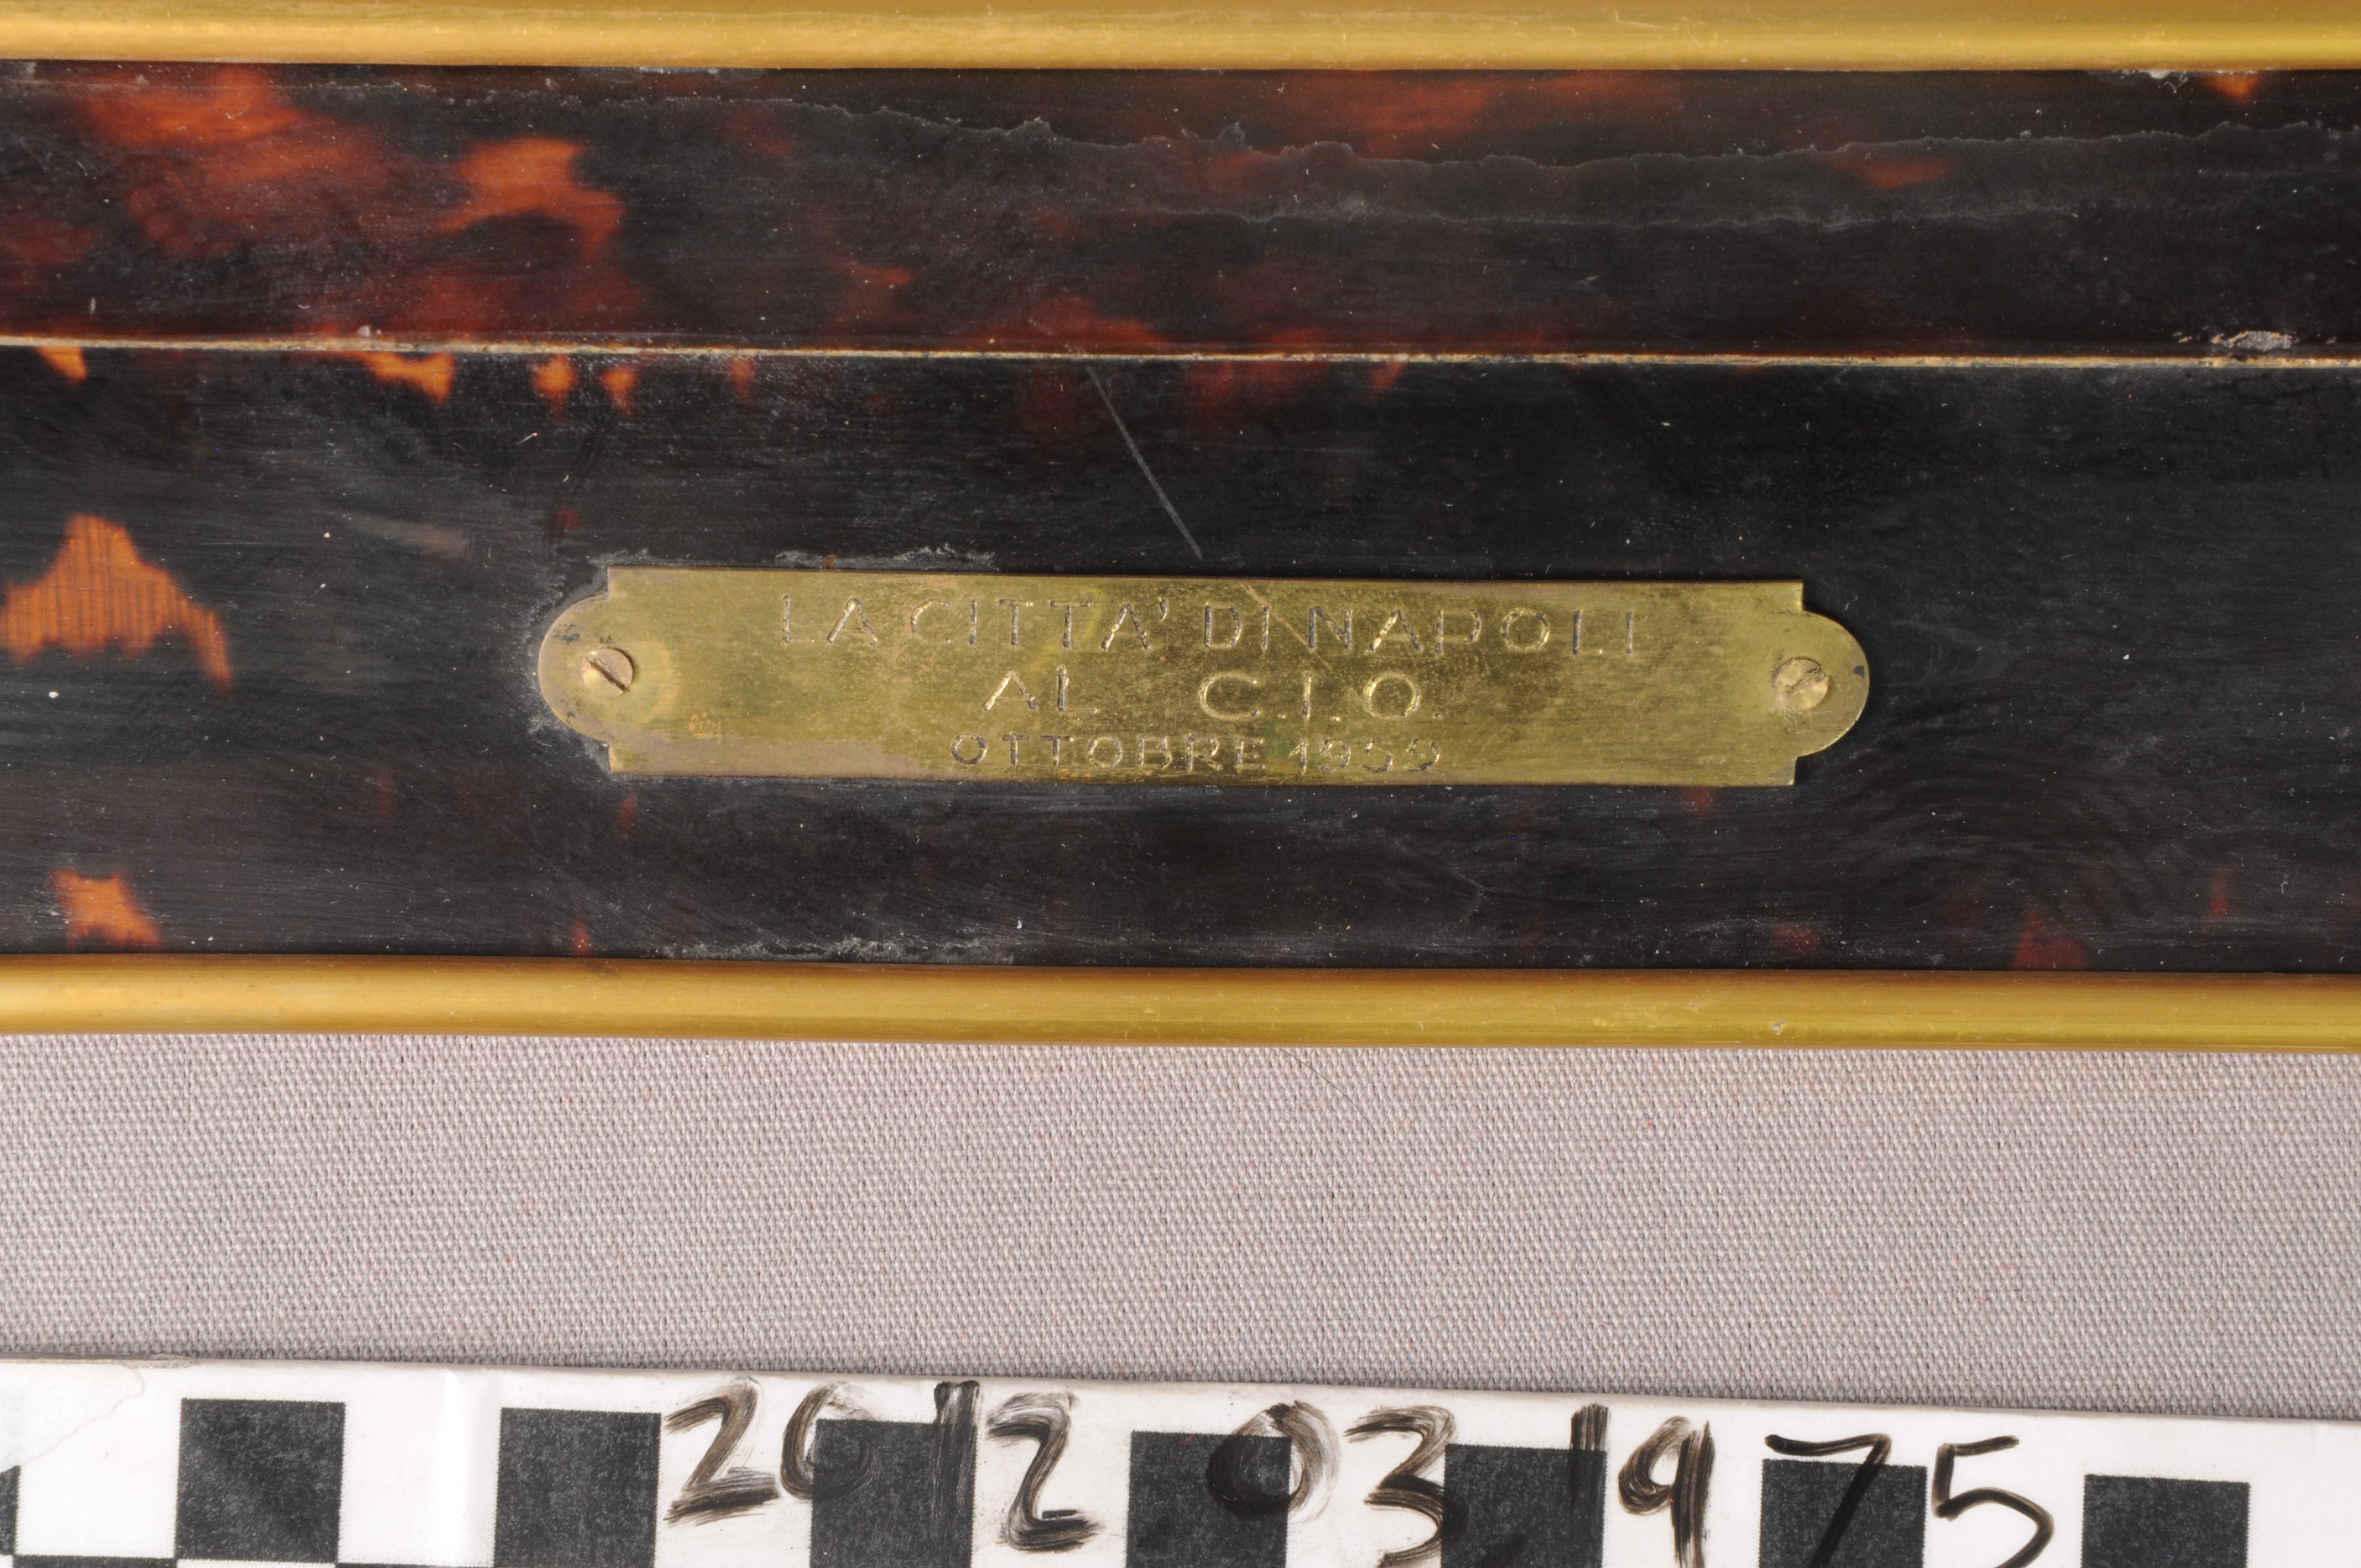 LA CITTA' DI NAPOLI
AL C.I.O.
OTTOBRE 1959
2012 03 1975